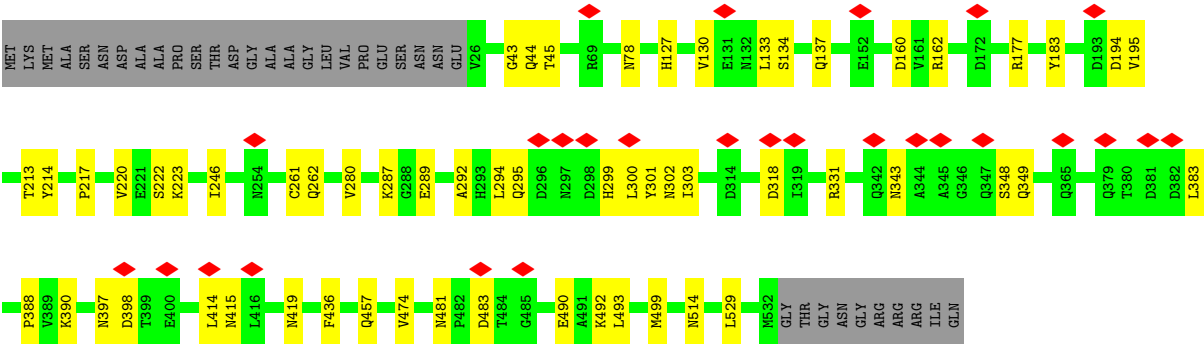 MET LYS MET ALA SER ASN ASP ALA ALA PRO SER THR ASP GLY ALA ALA GLY LEU VAL PRO GLU SER ASN ASN GLU V26 G43 Q44 T45 R69 N78 H127 V130 E131 N132 L133 S134 Q137 E152 D160 V161 R162 D172 R177 Y183 D193 D194 V195
T213 Y214 P217 V220 E221 S222 K223 I246 N254 C261 Q262 V280 K287 G288 E289 A292 H293 L294 Q295 D296 N297 D298 H299 L300 Y301 N302 I303 D314 D318 I319 R331 Q342 N343 A344 A345 G346 Q347 S348 Q349 Q365 Q379 T380 D381 D382 L383
P388 V389 K390 N397 D398 T399 E400 L414 N415 L416 N419 F436 Q457 V474 N481 P482 D483 T484 G485 E490 A491 K492 L493 M499 N514 L529 M532 GLY THR GLY ASN GLY ARG ARG ARG ILE GLN